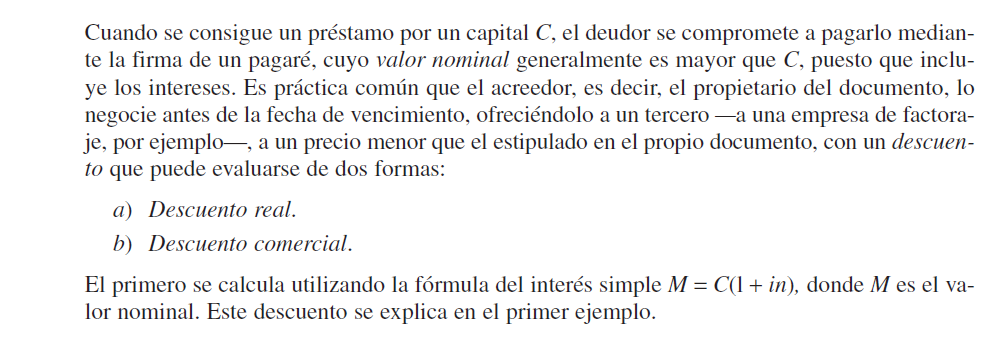 Cuando se consigue un préstamo por un capital C, el deudor se compromete a pagarlo median-
te la firma de un pagaré, cuyo valor nominal generalmente es mayor que C, puesto que inclu-
ye los intereses. Es práctica común que el acreedor, es decir, el propietario del documento, lo
negocie antes de la fecha de vencimiento, ofreciéndolo a un tercero —a una empresa de factora-
je, por ejemplo—, a un precio menor que el estipulado en el propio documento, con un descuen-
to que puede evaluarse de dos formas:
a) Descuento real.
b) Descuento comercial.
El primero se calcula utilizando la fórmula del interés simple M = C(1 + in), donde M es el va-
lor nominal. Este descuento se explica en el primer ejemplo.